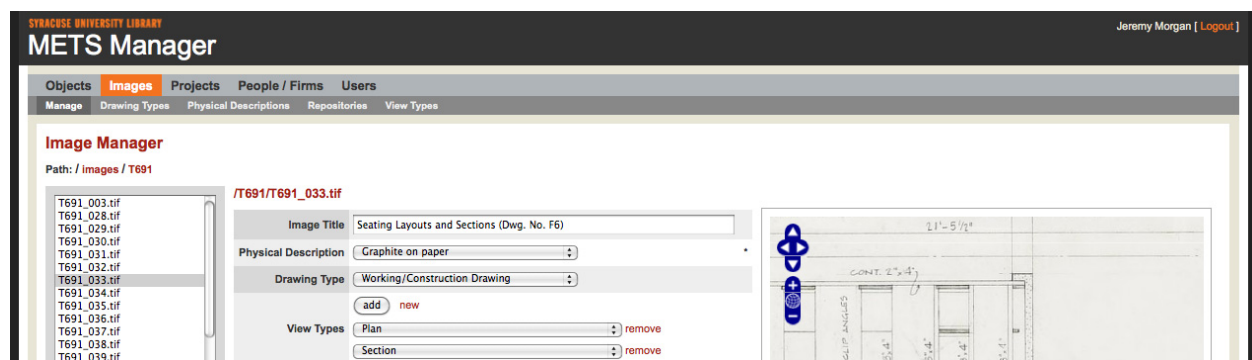 SYRACUSE UNIVERSITY LIBRARY
METS Manager
Jeremy Morgan [ Logout ]
Objects Images Projects People / Firms Users
Manage Drawing Types Physical Descriptions Repositories View Types
Image Manager
Path: / images / T691
T691_003.tif
T691_028.tif
T691_029.tif
T691_030.tif
T691_031.tif
T691_032.tif
T691_033.tif
T691_034.tif
T691_035.tif
T691_036.tif
T691_037.tif
T691_038.tif
T691_039.tif
/T691/T691_033.tif
Image Title Seating Layouts and Sections (Dwg. No. F6)
Physical Description Graphite on paper *
Drawing Type Working/Construction Drawing
add new
View Types Plan remove
Section remove
21'-5 1/2"
CONT. 2"x4"
CLIP ANGLES